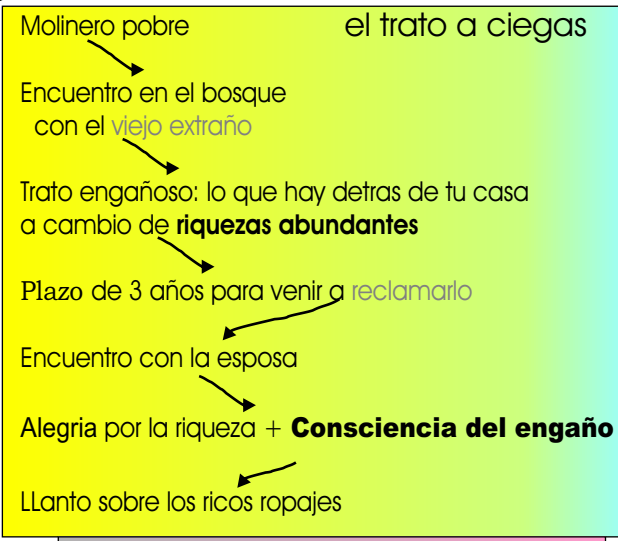 el trato a ciegas
Molinero pobre
Encuentro en el bosque
con el viejo extraño
Trato engañoso: lo que hay detras de tu casa
a cambio de riquezas abundantes
Plazo de 3 años para venir a reclamarlo
Encuentro con la esposa
Alegria por la riqueza + Consciencia del engaño
LLanto sobre los ricos ropajes